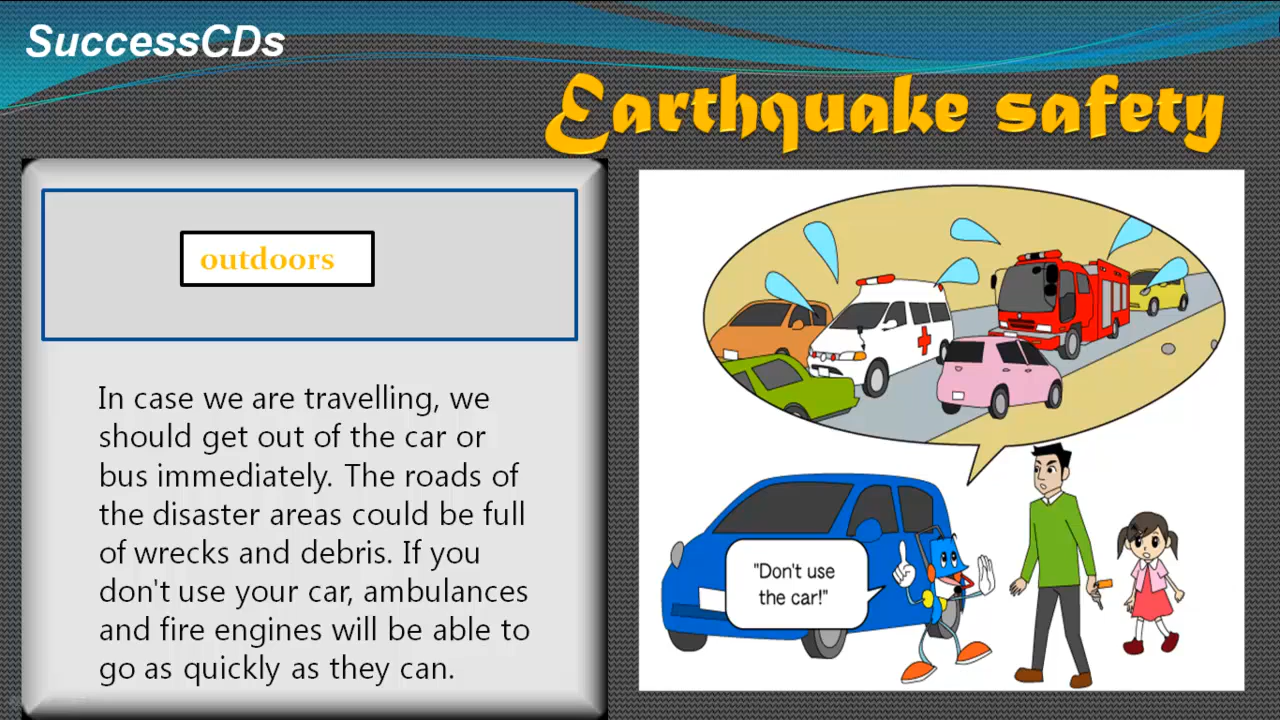 SuccessCDs
Earthquake safety
outdoors
In case we are travelling, we
should get out of the car or
bus immediately. The roads of
the disaster areas could be full
of wrecks and debris. If you
don't use your car, ambulances
and fire engines will be able to
go as quickly as they can.
"Don't use
the car!"